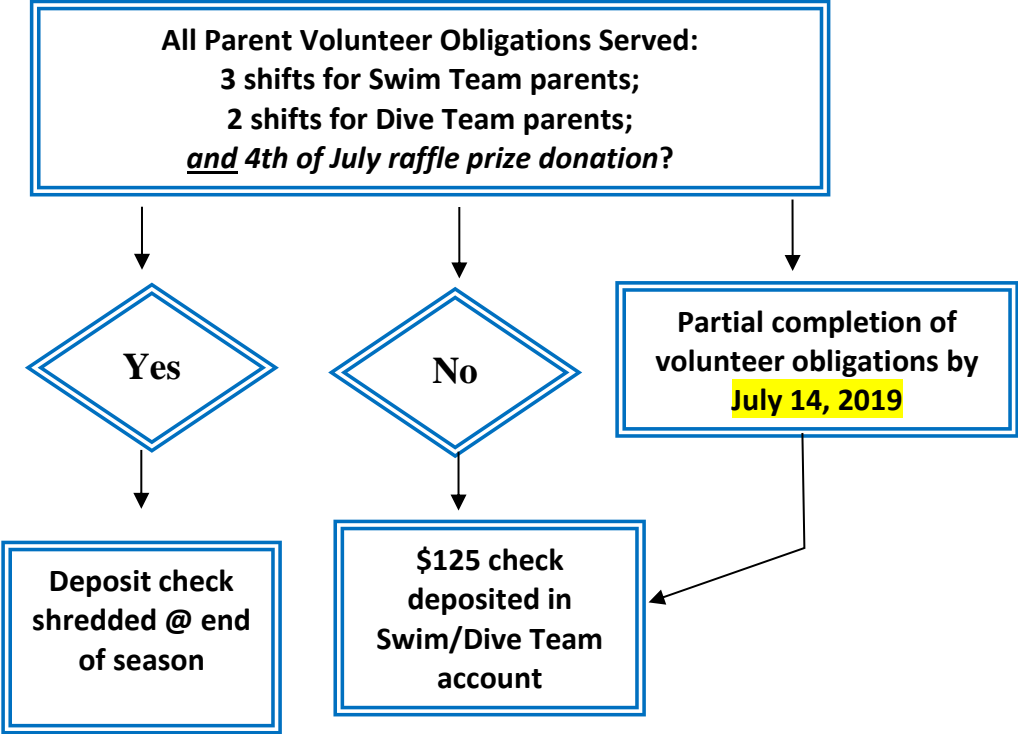 All Parent Volunteer Obligations Served:
3 shifts for Swim Team parents;
2 shifts for Dive Team parents;
and 4th of July raffle prize donation?
Yes
No
Partial completion of
volunteer obligations by
July 14, 2019
Deposit check
shredded @ end
of season
$125 check
deposited in
Swim/Dive Team
account